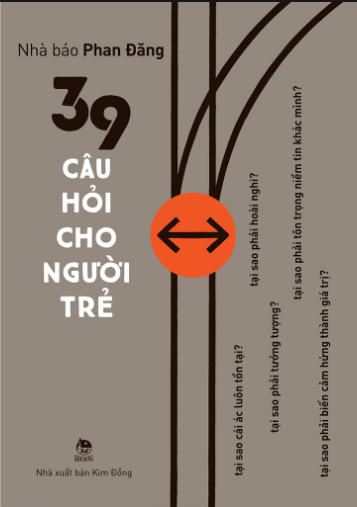 Nhà báo Phan Đăng
39
CÂU
HỎI
CHO
NGƯỜI
TRẺ
tại sao phải hoài nghi?
tại sao phải tôn trọng niềm tin khác mình?
tại sao cái ác luôn tồn tại?
tại sao phải tưởng tượng?
tại sao phải biến cảm hứng thành giá trị?
Nhà xuất bản Kim Đồng